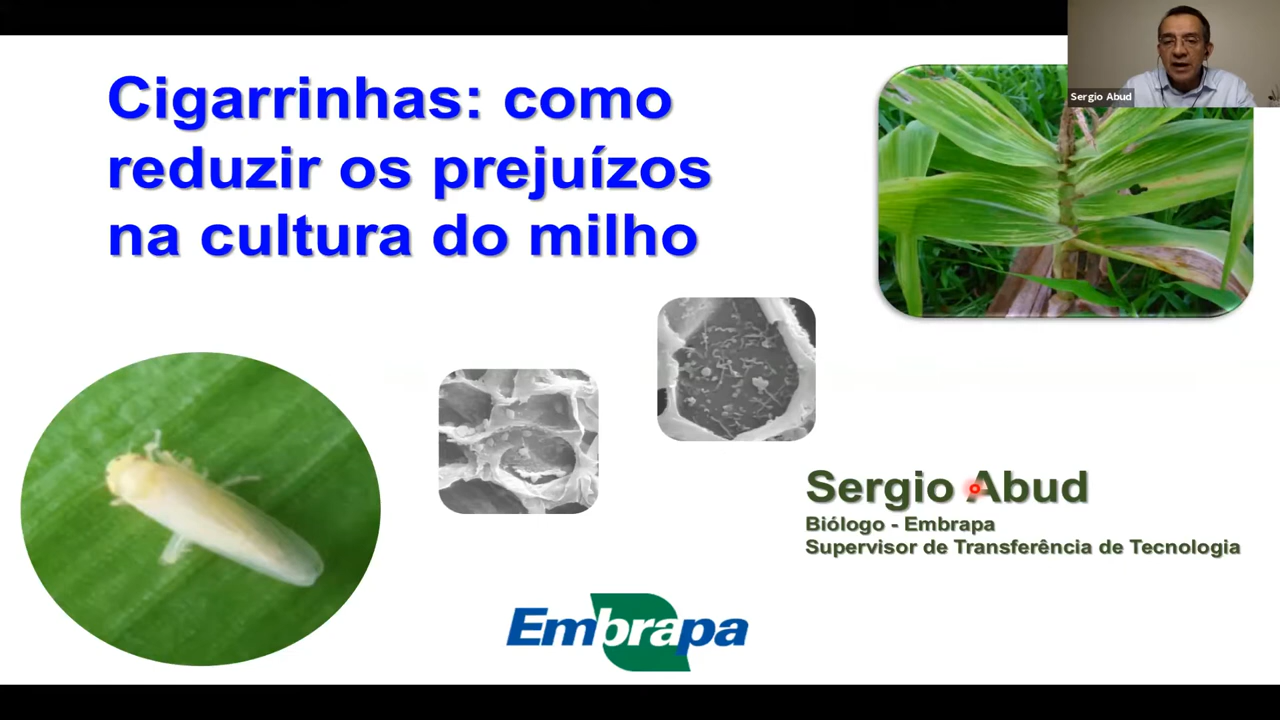 Cigarrinhas: como
reduzir os prejuízos
na cultura do milho
Sergio Abud
Sergio Abud
Biólogo - Embrapa
Supervisor de Transferência de Tecnologia
Embrapa